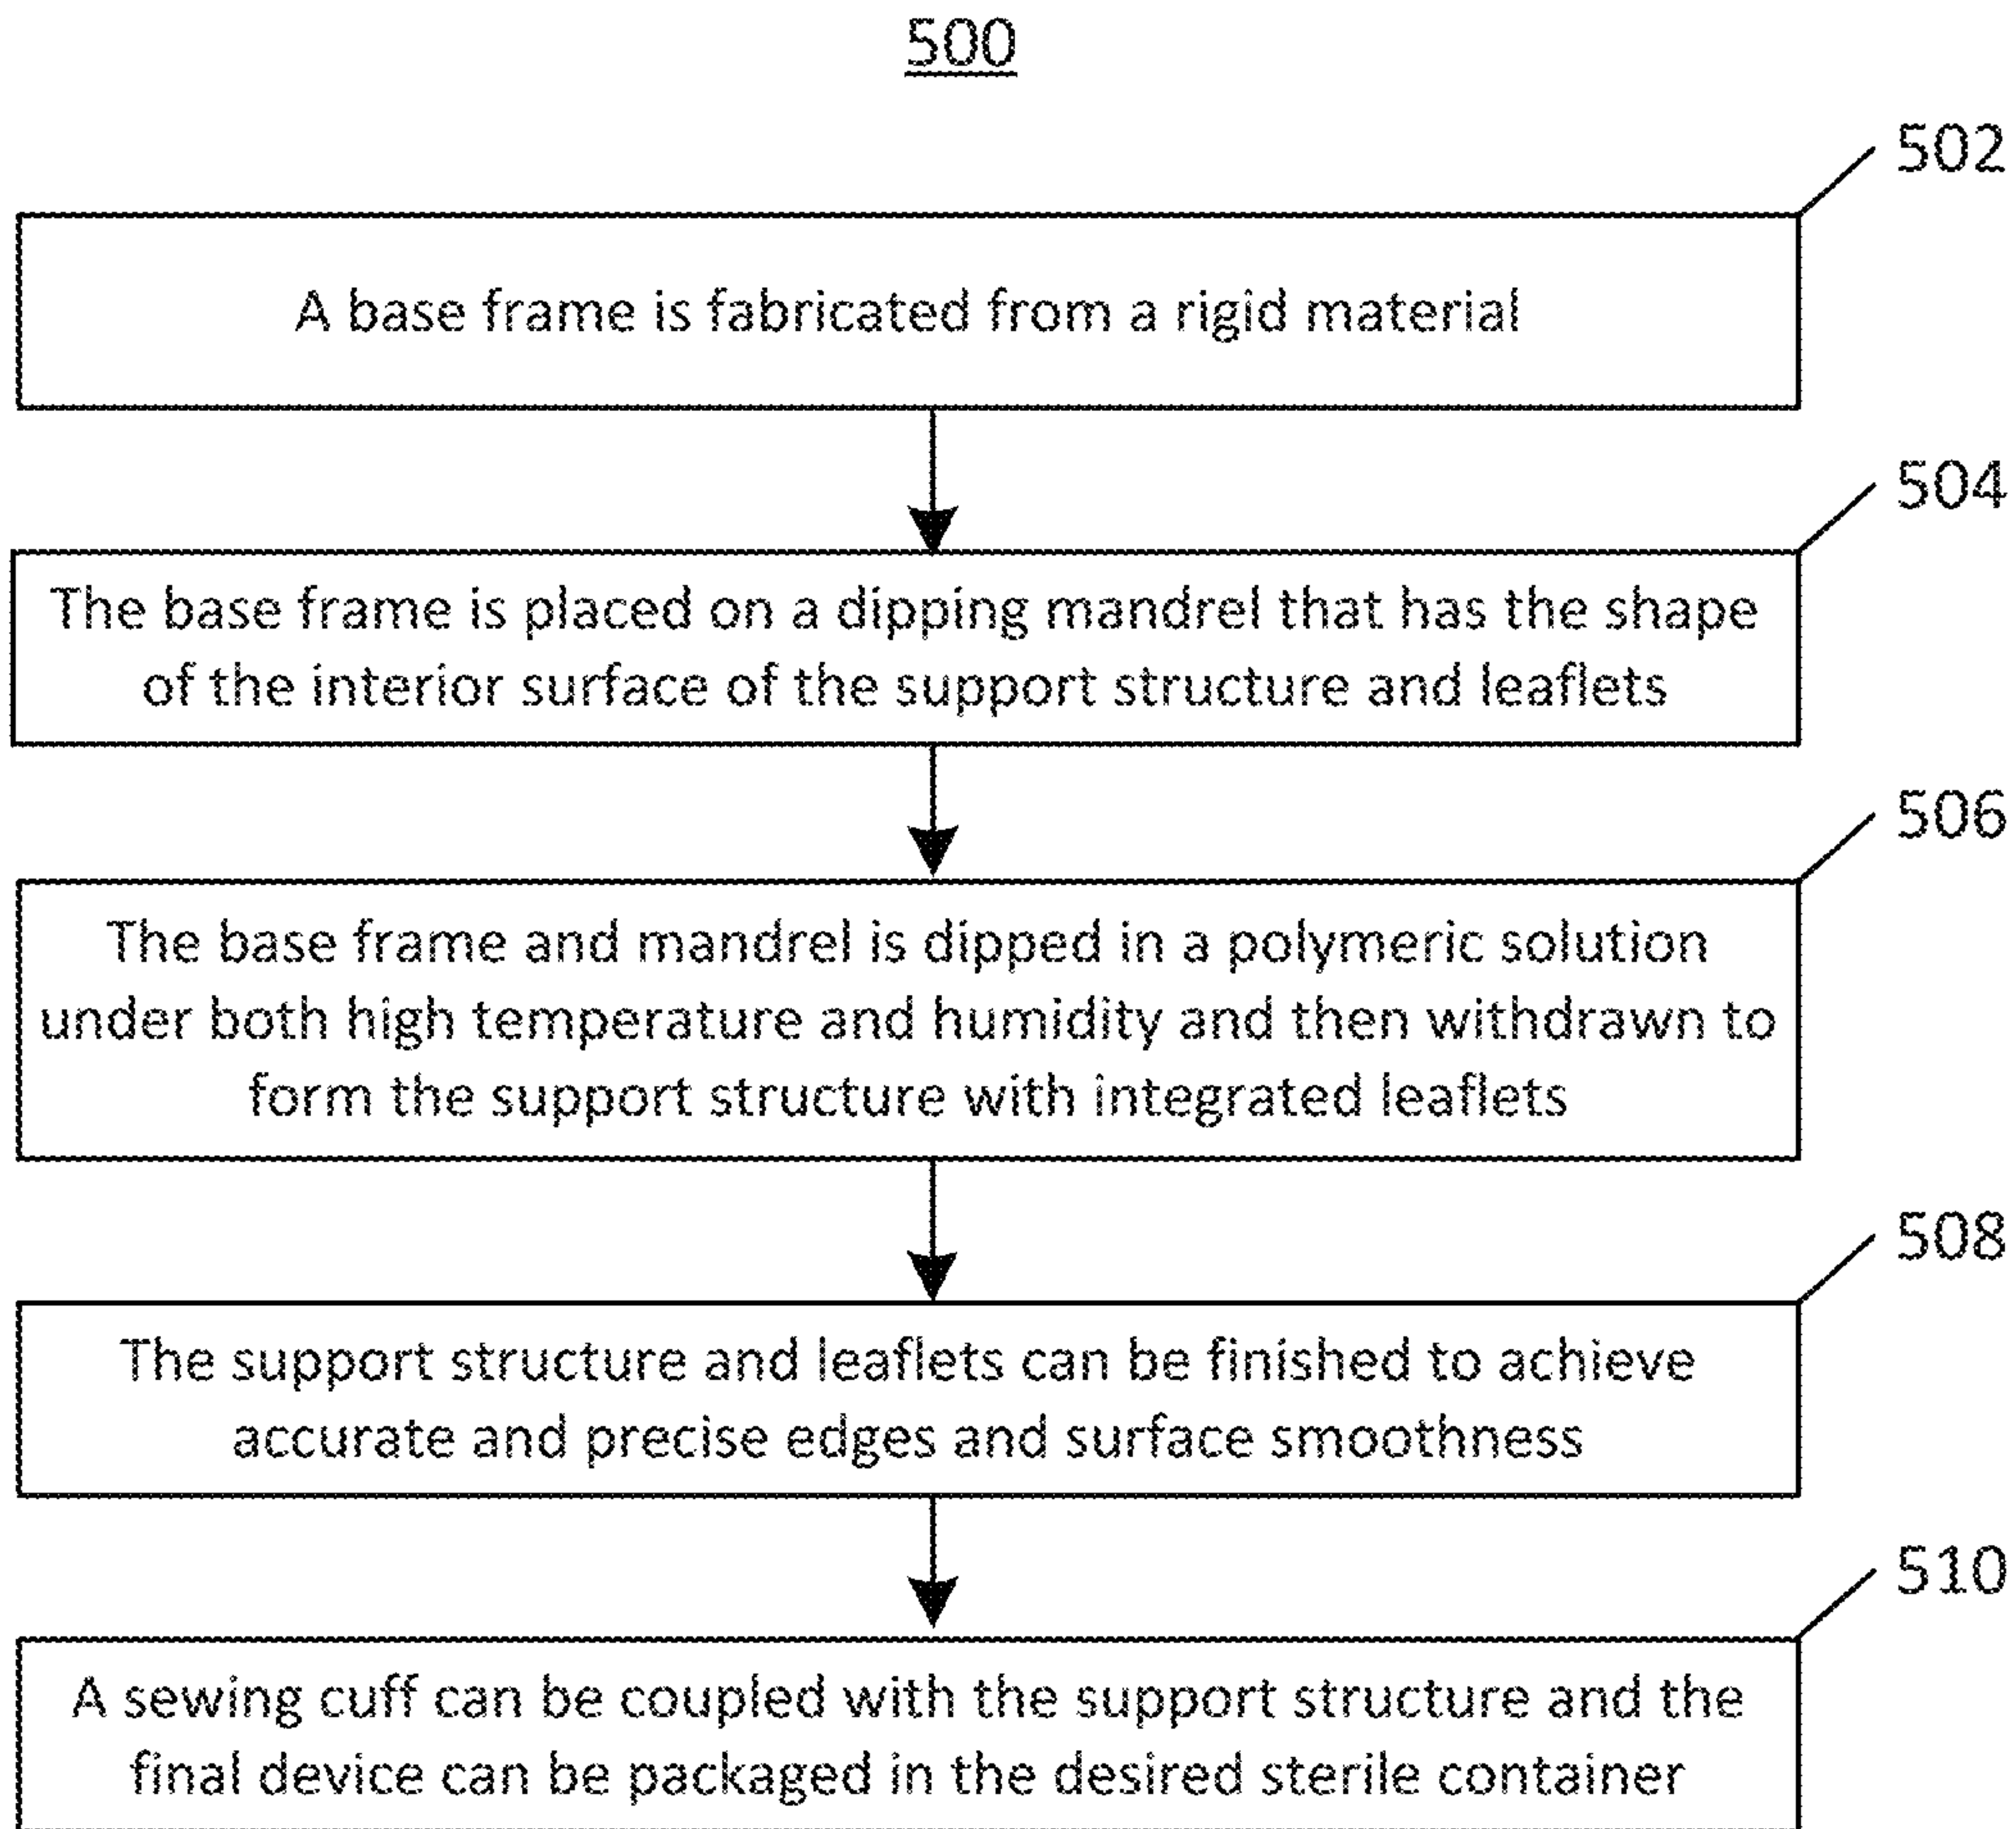 500
502
A base frame is fabricated from a rigid material
504
The base frame is placed on a dipping mandrel that has the shape
of the interior surface of the support structure and leaflets
506
The base frame and mandrel is dipped in a polymeric solution
under both high temperature and humidity and then withdrawn to
form the support structure with integrated leaflets
508
The support structure and leaflets can be finished to achieve
accurate and precise edges and surface smoothness
510
A sewing cuff can be coupled with the support structure and the
final device can be packaged in the desired sterile container